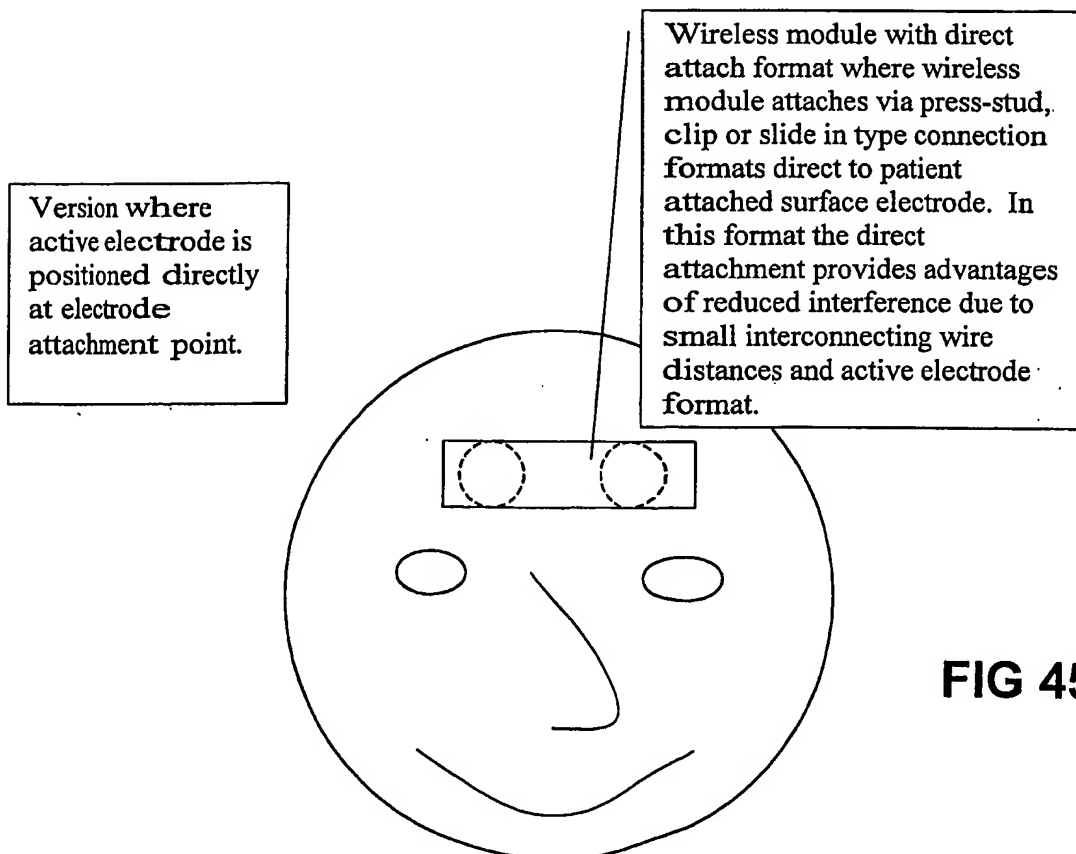 Version where
active electrode is
positioned directly
at electrode
attachment point.
Wireless module with direct
attach format where wireless
module attaches via press-stud,
clip or slide in type connection
formats direct to patient
attached surface electrode. In
this format the direct
attachment provides advantages
of reduced interference due to
small interconnecting wire
distances and active electrode
format.
FIG 45